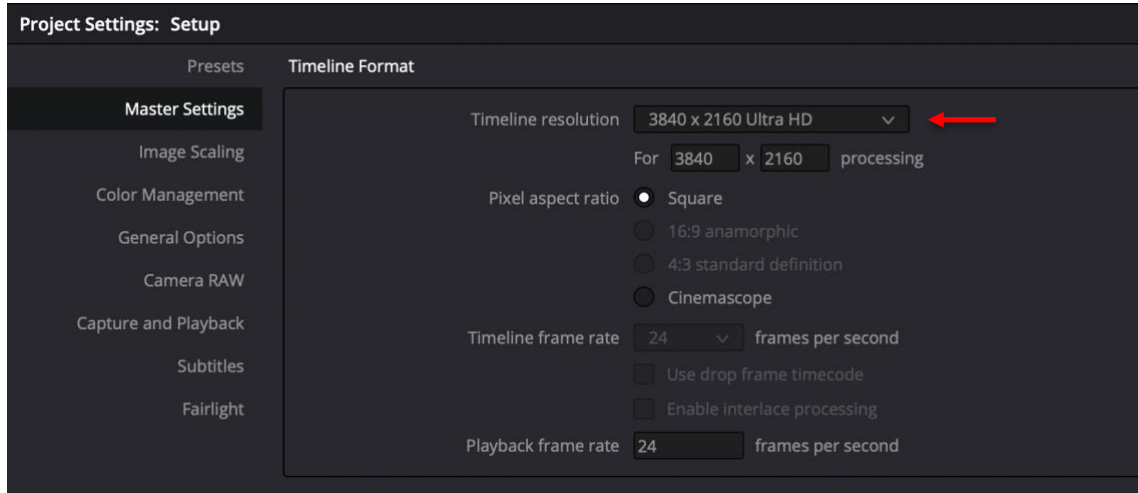 Project Settings: Setup
Presets
Master Settings
Image Scaling
Color Management
General Options
Camera RAW
Capture and Playback
Subtitles
Fairlight
Timeline Format
Timeline resolution 3840 x 2160 Ultra HD
For 3840 x 2160 processing
Pixel aspect ratio Square
16:9 anamorphic
4:3 standard definition
Cinemascope
Timeline frame rate 24 frames per second
Use drop frame timecode
Enable interlace processing
Playback frame rate 24 frames per second